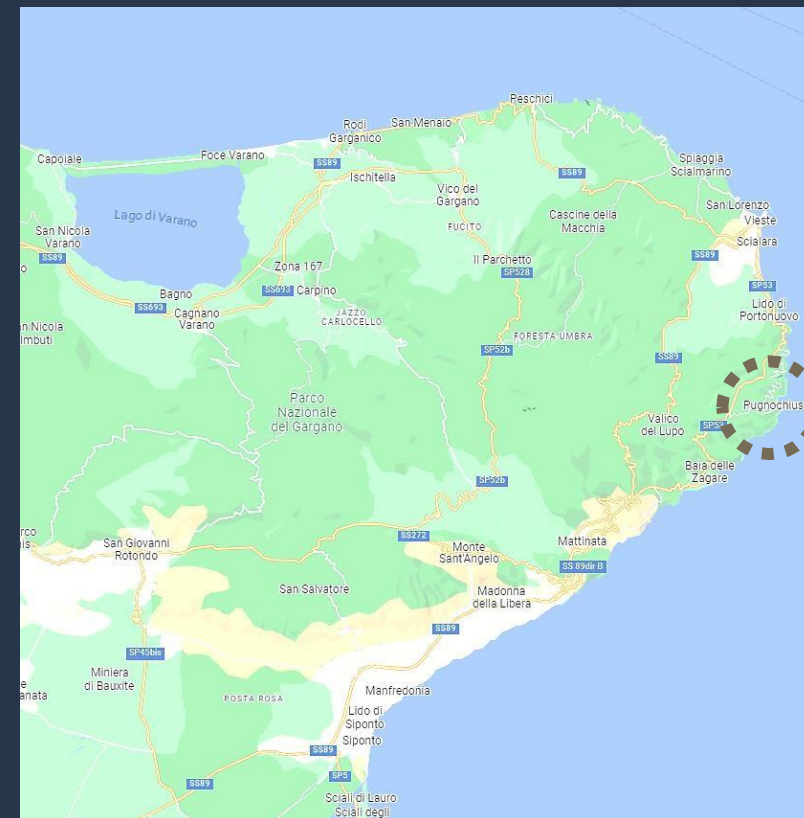 Peschici
Rodi
Garganico
San Menaio
Capoiale
Foce Varano
SS89
Ischitella
SS89
Spiaggia
Scialmarino
Vico del
Gargano
San Lorenzo
Vieste
Lago di Varano
Cascine della
Macchia
FUCITO
San Nicola
Varano
SS89
Scialara
SS89
Il Parchetto
SP528
Zona 167
SP53
Bagno
SS693
SS693
Carpino
Lido di
Portonuovo
Cagnano
Varano
JAZZO
CARLOCELLO
Nicola
Imbuti
FORESTA UMBRA
SP52b
SS89
Parco
Nazionale
del Gargano
Pugnochius
Valico
del Lupo
SP53
Baia delle
Zagare
SP52b
SS272
San Giovanni
Rotondo
Mattinata
Monte
Sant'Angelo
SS 89dir B
San Salvatore
Madonna
della Libera
SS89
SP45bis
Miniera
di Bauxite
Manfredonia
POSTA ROSA
Lido di
Siponto
Siponto
SS89
SP5
SS89
Sciali di Lauro
Sciali degli